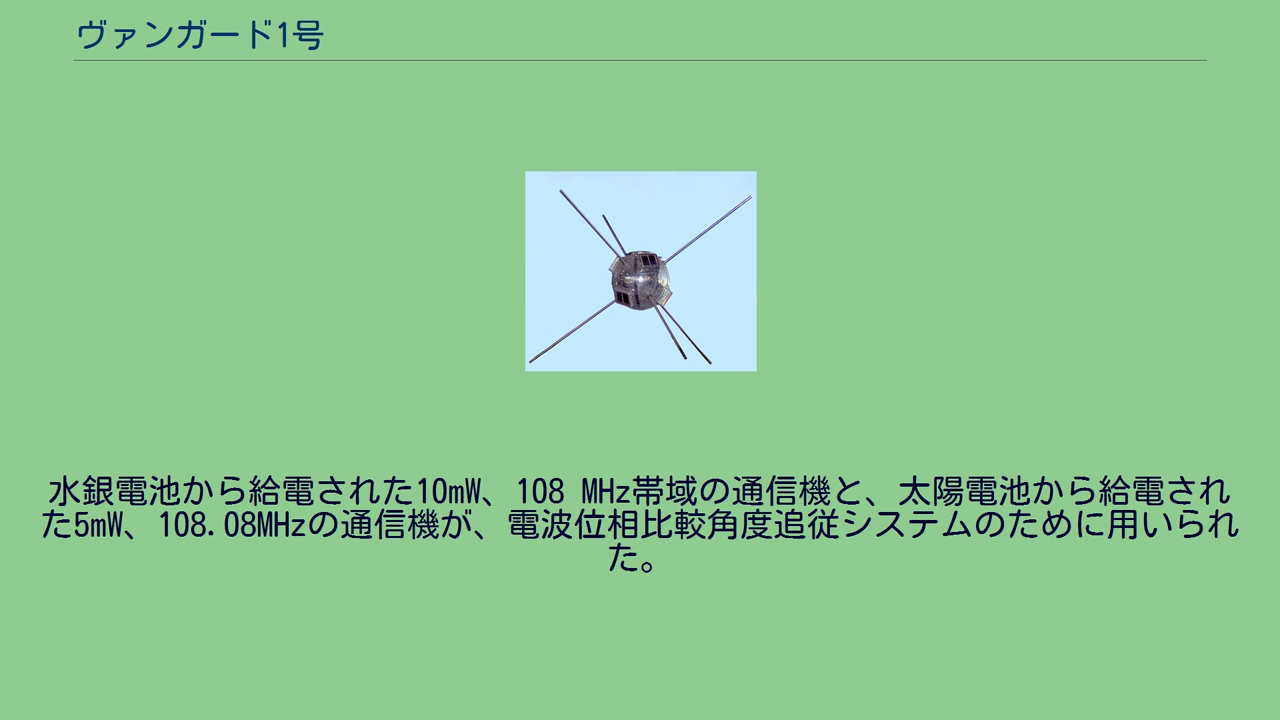 ヴァンガード1号
水銀電池から給電された10mW、108 MHz帯域の通信機と、太陽電池から給電され
た5mW、108.08MHzの通信機が、電波位相比較角度追従システムのために用いられ
た。